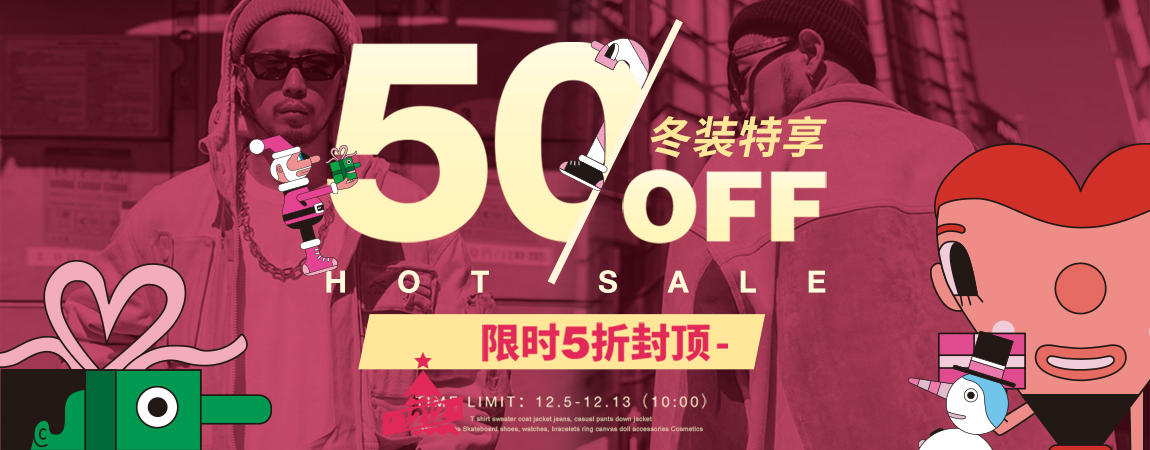 50
冬装特享
OFF
HOT SALE
限时5折封顶-
TIME LIMIT：12.5-12.13（10:00）
T shirt sweater coat jacket jeans, casual pants down jacket
Skateboard shoes, watches, bracelets ring canvas doll accessories Cosmetics